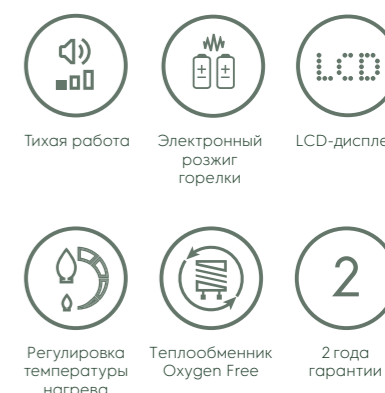 LCD
Тихая работа
Электронный
розжиг
горелки
LCD-диспле
2
Регулировка
температуры
нагрева
Теплообменник
Oxygen Free
2 года
гарантии